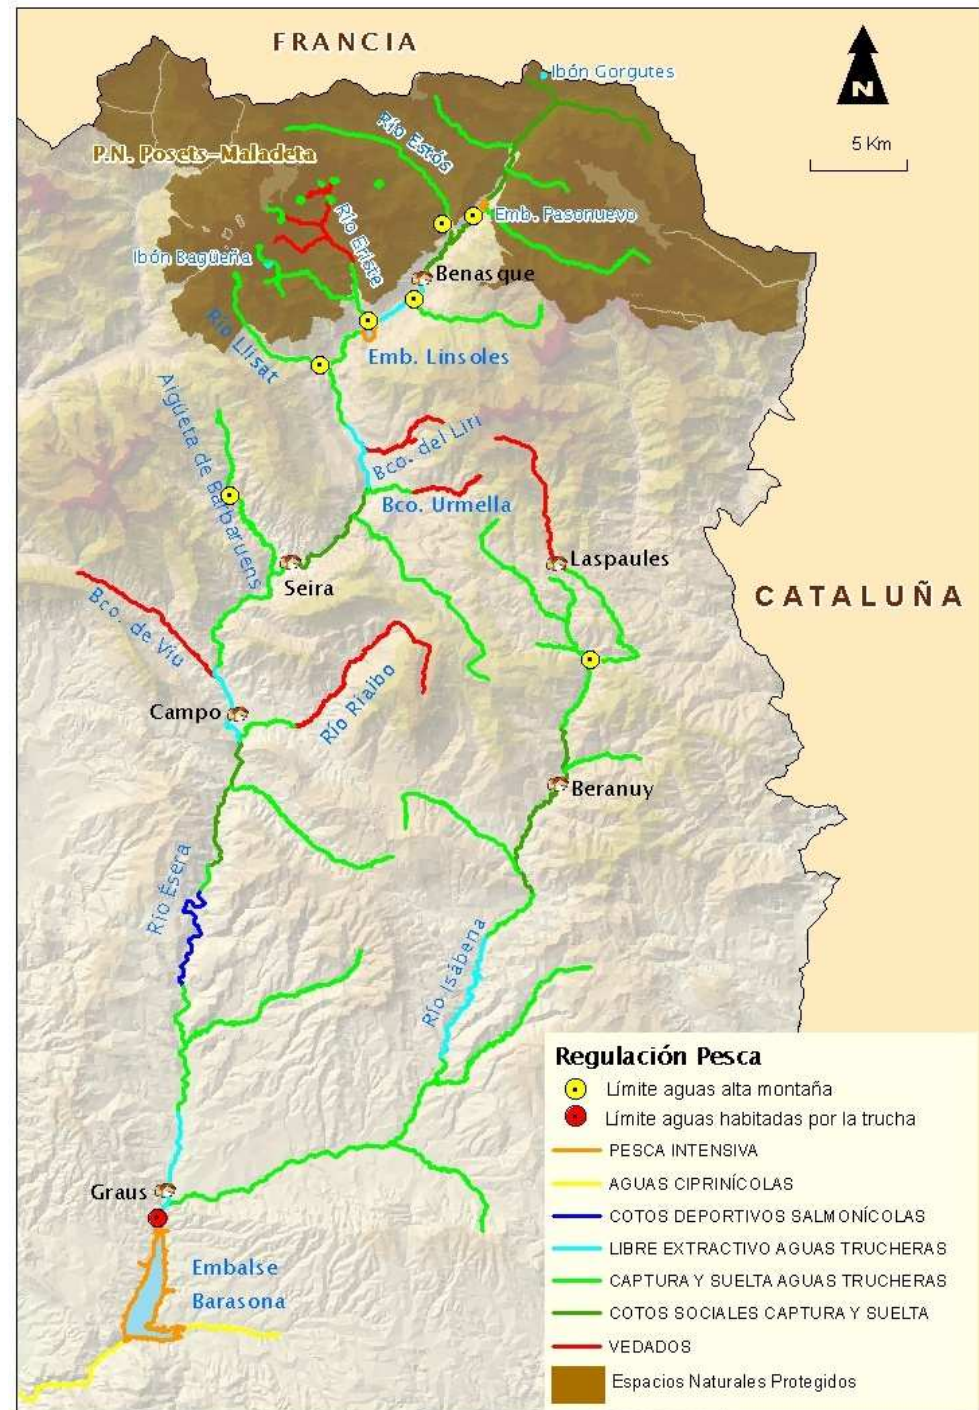 FRANCIA
Ibón Gorgutes
N
5 Km
Río Estós
P.N. Posets-Maladeta
Río Eriste
Emb. Pasonuevo
Ibón Bagüeña
Benasque
Río Llisat
Emb. Linsoles
Aigüeta de Barbaruens
Bco. del Liri
Bco. Urmella
Laspaules
Seira
CATALUÑA
Bco. de Viu
Campo
Río Rialbo
Beranuy
Río Ésera
Río Isábena
Graus
Embalse
Barasona
Regulación Pesca
Límite aguas alta montaña
Límite aguas habitadas por la trucha
PESCA INTENSIVA
AGUAS CIPRINÍCOLAS
COTOS DEPORTIVOS SALMONÍCOLAS
LIBRE EXTRACTIVO AGUAS TRUCHERAS
CAPTURA Y SUELTA AGUAS TRUCHERAS
COTOS SOCIALES CAPTURA Y SUELTA
VEDADOS
Espacios Naturales Protegidos